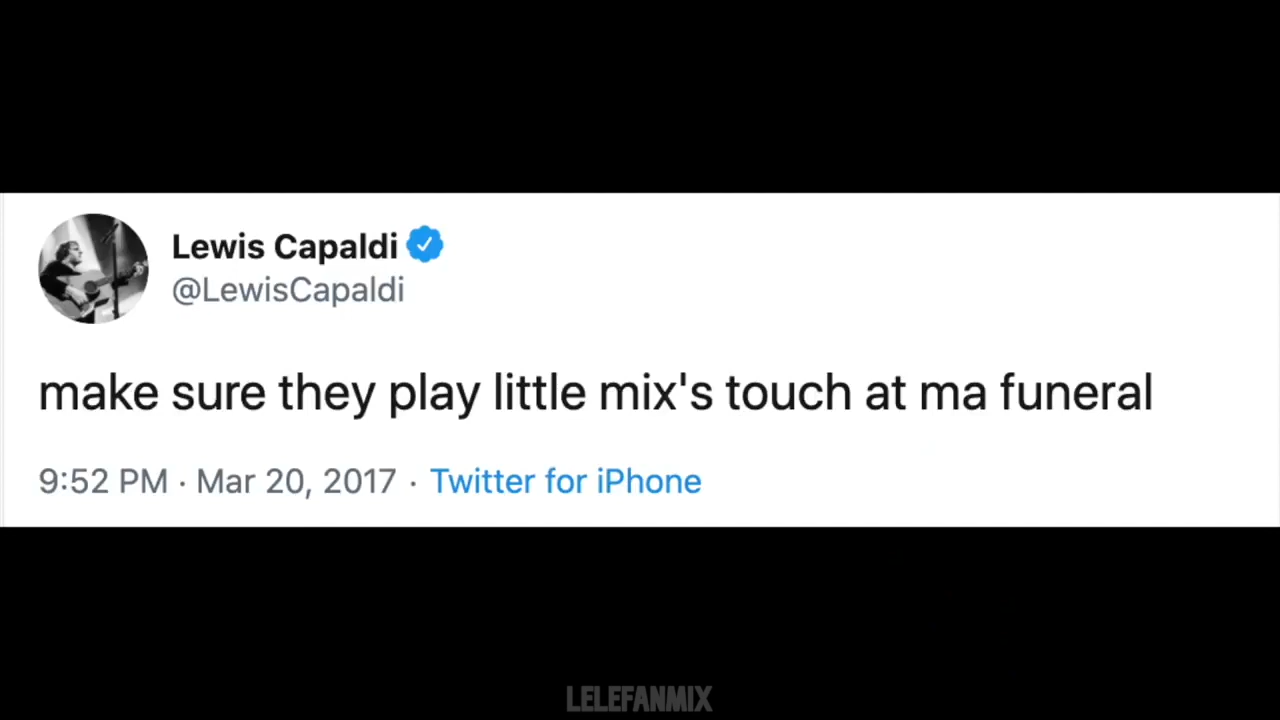 Lewis Capaldi
@LewisCapaldi
make sure they play little mix's touch at ma funeral
9:52 PM · Mar 20, 2017 · Twitter for iPhone
LELEFANMIX